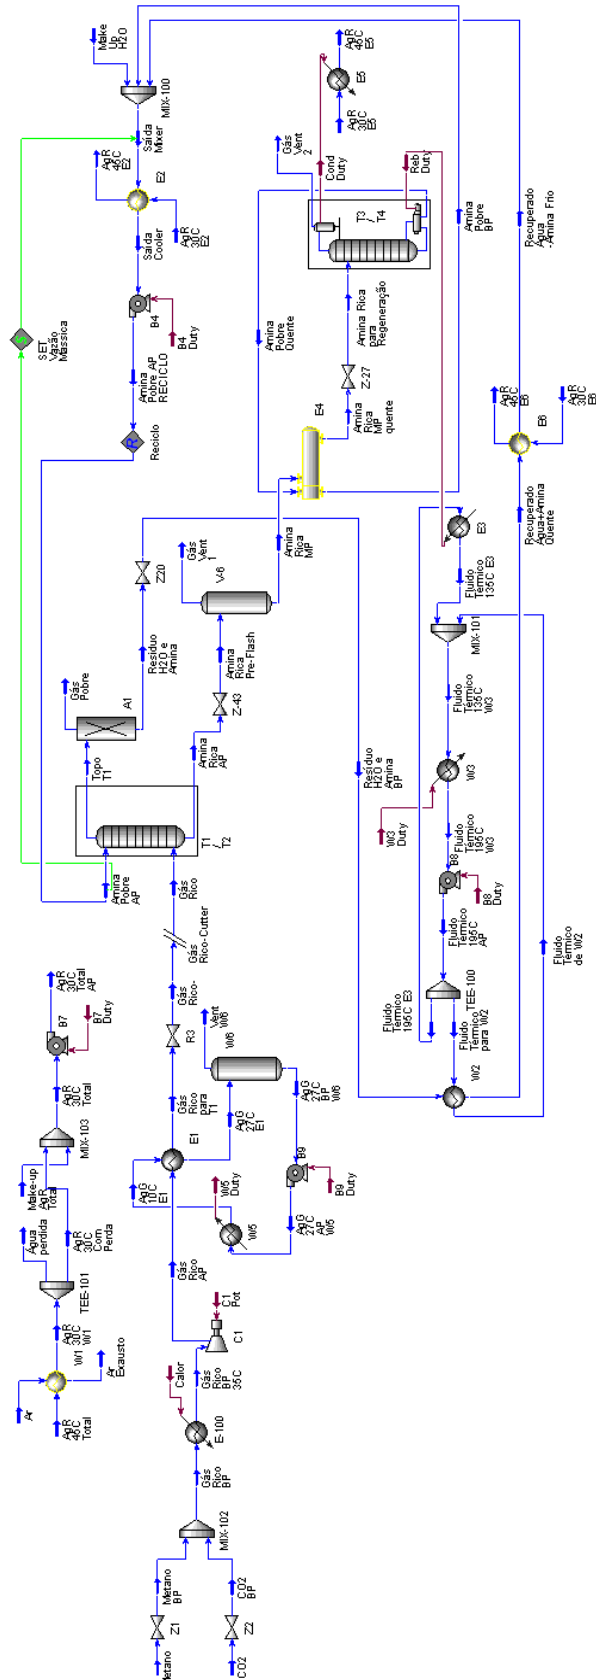 SET
Vazão
Mássica
S
Make
Up
H2O
MIX-100
Saída
Mixer
AgR
45C
E2
E2
AgR
30C
E2
Saída
Cooler
B4
B4
Duty
Amina
Pobre AP
RECICLO
R
Reciclo
Ar
AgR
45C
Total
W1
Ar
Exausto
AgR
30C
W1
TEE-101
Água
perdida
AgR
30C
Com
Perda
Make-up
AgR
Total
MIX-103
AgR
30C
Total
B7
B7
Duty
AgR
30C
Total
AP
Metano
Z1
Metano
BP
CO2
Z2
CO2
BP
MIX-102
Gás
Rico
BP
Calor
E-100
Gás
Rico
BP
35C
C1
Pot
C1
Gás
Rico
AP
E1
AgG
10C
E1
W5
Duty
W5
AgG
27C
AP
W5
B9
B9
Duty
AgG
27C
BP
W6
AgG
27C
E1
Vent
W6
W6
Gás
Rico
para
T1
R3
Gás
Rico-
Gás
Rico-Cutter
Gás
Rico
Amina
Pobre
AP
T1
/
T2
Topo
T1
Amina
Rica
AP
A1
Gás
Pobre
Resíduo
H2O e
Amina
Z20
Z-43
Amina
Rica
Pre-Flash
V-6
Gás
Vent
1
Amina
Rica
MP
E4
Amina
Pobre
Quente
Amina
Rica
MP
quente
Z-27
Amina Rica
para
Regeneração
T3
/
T4
Gás
Vent
2
Cond
Duty
Reb
Duty
AgR
30C
E5
E5
AgR
45C
E5
Amina
Pobre
BP
Resíduo
H2O e
Amina
BP
E3
Fluido
Térmico
135C E3
MIX-101
Fluido
Térmico
135C
W3
W3
Duty
W3
Fluido
Térmico
195C
W3
B8
B8
Duty
Fluido
Térmico
195C
AP
TEE-100
Fluido
Térmico
195C E3
Fluido
Térmico
para W2
W2
Fluido
Térmico
de W2
Recuperado
Agua+Amina
Quente
AgR
45C
E6
E6
AgR
30C
E6
Recuperado
Agua
-Amina Frio